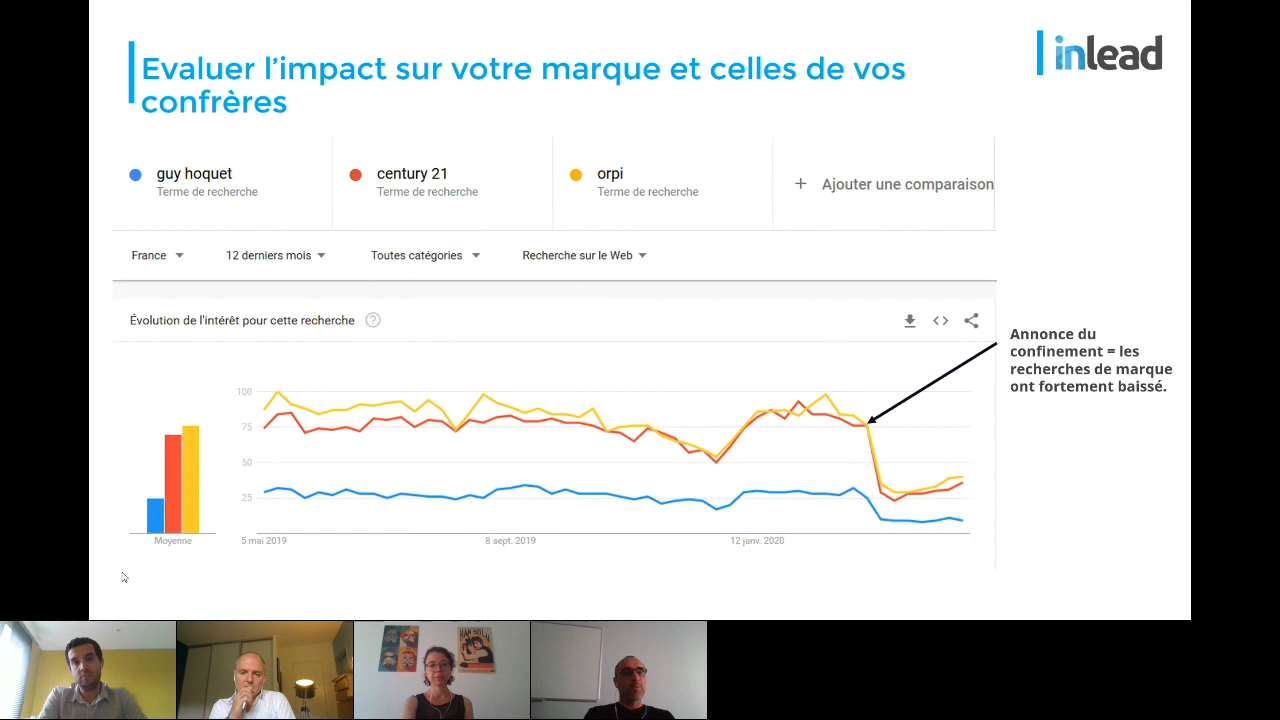 Evaluer l'impact sur votre marque et celles de vos
confrères
inlead
guy hoquet
Terme de recherche
century 21
Terme de recherche
orpi
Terme de recherche
+ Ajouter une comparaison
France
12 derniers mois
Toutes catégories
Recherche sur le Web
Évolution de l'intérêt pour cette recherche
?
<>
Annonce du
confinement = les
recherches de marque
ont fortement baissé.
100
75
50
25
Moyenne
5 mai 2019
8 sept. 2019
12 janv. 2020
HAN SOLO